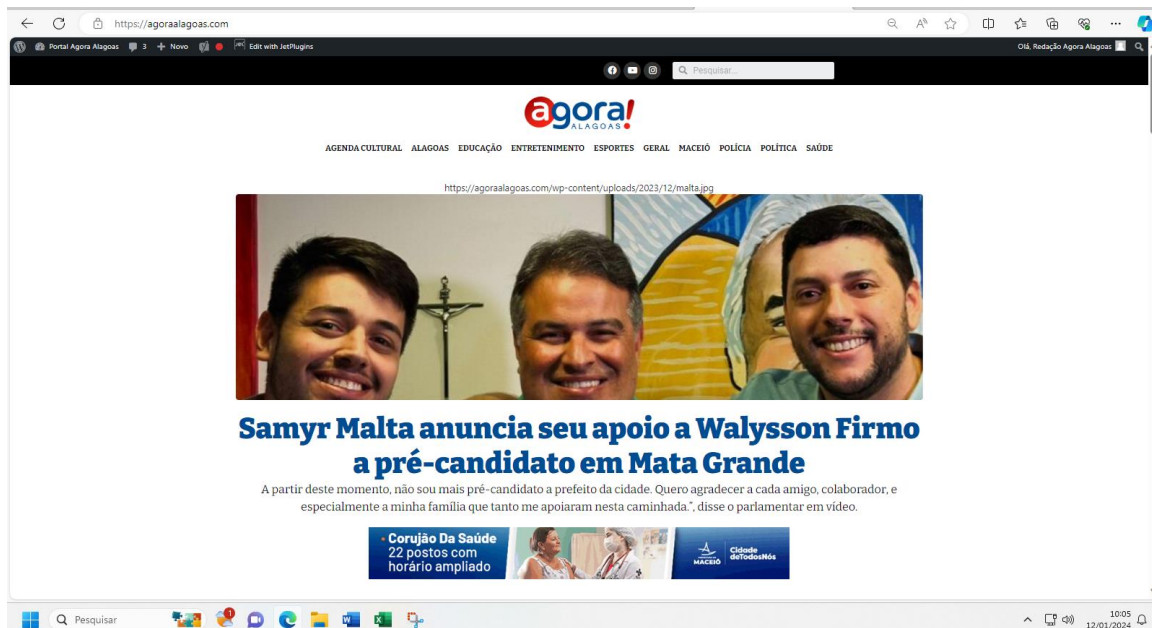 https://agoraalagoas.com
Portal Agora Alagoas 3 Novo Edit with JetPlugins Olá, Redação Agora Alagoas
Pesquisar...
agora!
ALAGOAS
AGENDA CULTURAL ALAGOAS EDUCAÇÃO ENTRETENIMENTO ESPORTES GERAL MACEIÓ POLÍCIA POLÍTICA SAÚDE
https://agoraalagoas.com/wp-content/uploads/2023/12/malta.jpg
Samyr Malta anuncia seu apoio a Walysson Firmo
a pré-candidato em Mata Grande
A partir deste momento, não sou mais pré-candidato a prefeito da cidade. Quero agradecer a cada amigo, colaborador, e
especialmente a minha família que tanto me apoiaram nesta caminhada.", disse o parlamentar em vídeo.
Corujão Da Saúde
22 postos com
horário ampliado
MACEIÓ
Cidade
deTodosNós
Pesquisar
10:05
12/01/2024